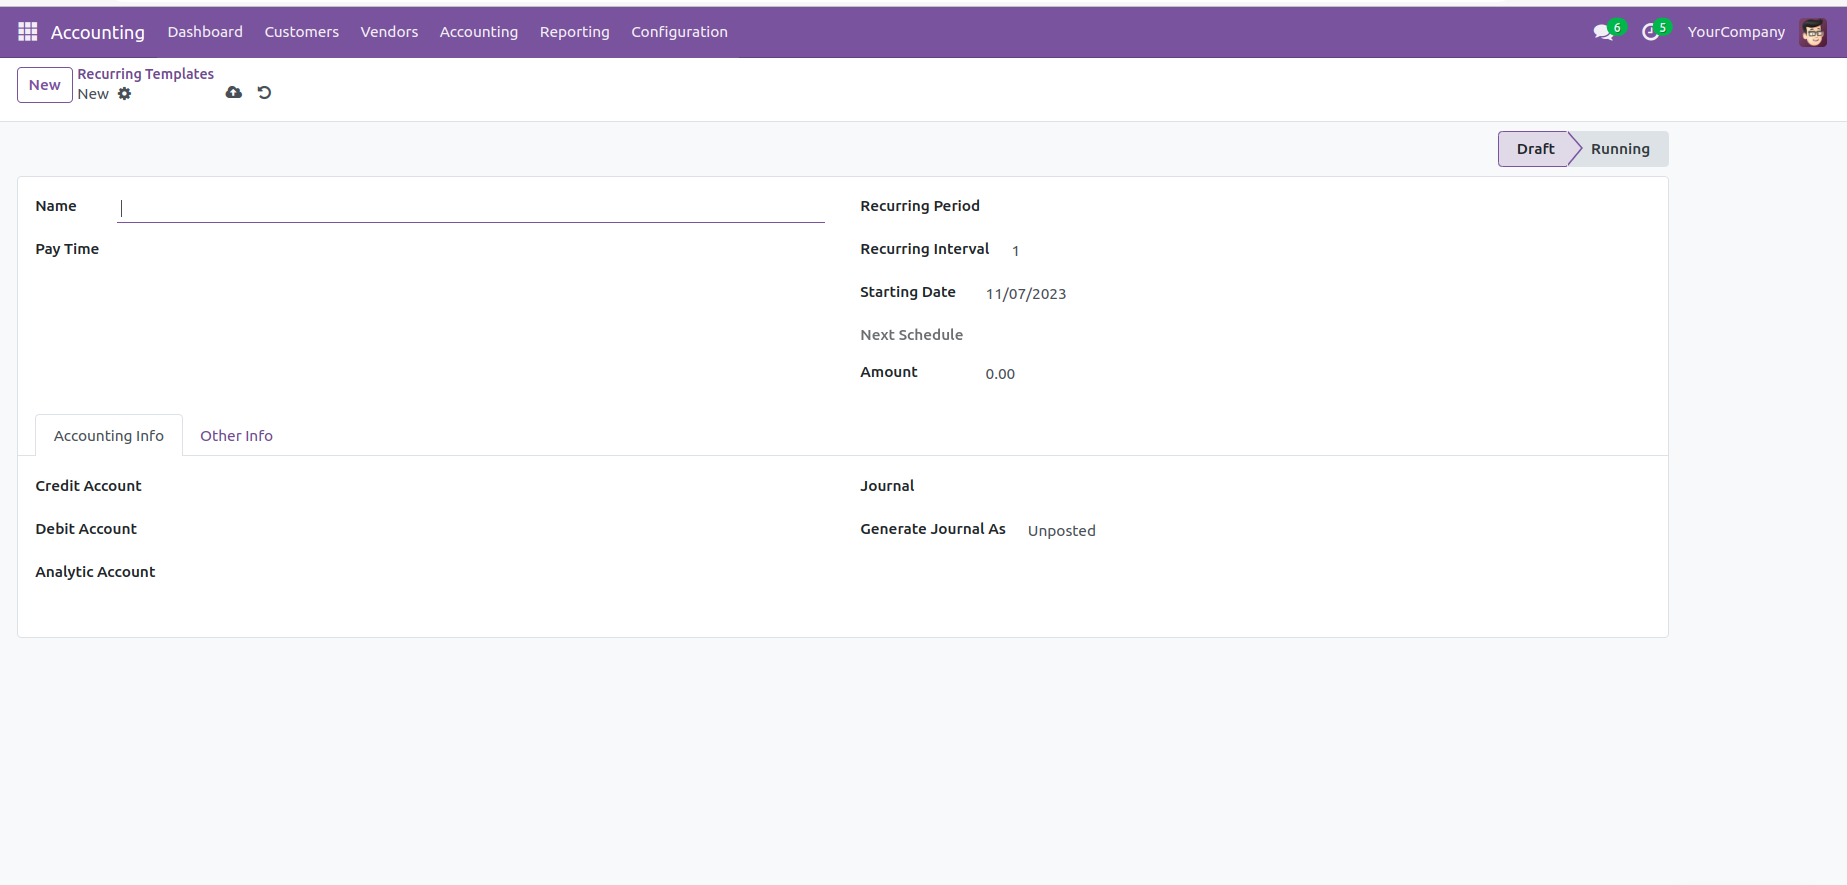 Accounting Dashboard Customers Vendors Accounting Reporting Configuration 6 5 YourCompany
New Recurring Templates
New
Draft Running
Name Recurring Period
Pay Time Recurring Interval 1
Starting Date 11/07/2023
Next Schedule
Amount 0.00
Accounting Info Other Info
Credit Account Journal
Debit Account Generate Journal As Unposted
Analytic Account